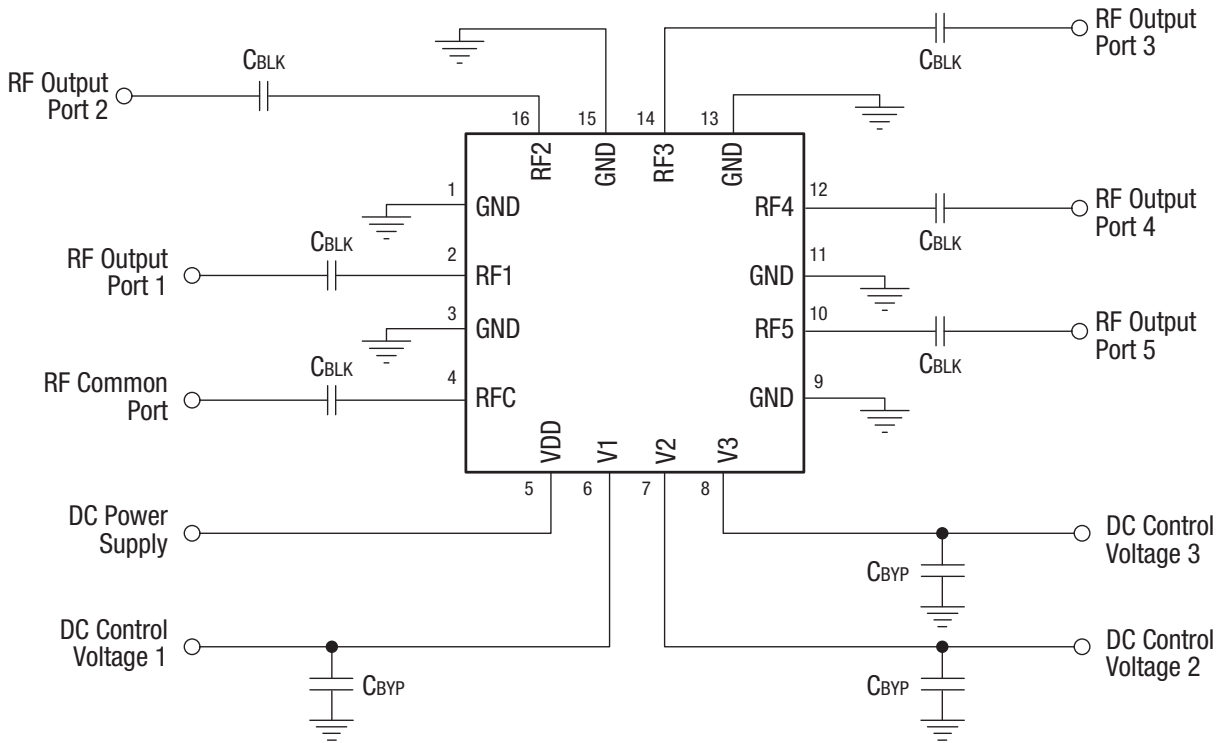 RF Output
Port 3
CBLK
CBLK
RF Output
Port 2
16
15
14
13
RF2
GND
RF3
GND
1
GND
12
RF4
RF Output
Port 4
CBLK
CBLK
2
RF1
RF Output
Port 1
11
GND
3
GND
10
RF5
RF Output
Port 5
CBLK
CBLK
4
RFC
RF Common
Port
9
GND
VDD
V1
V2
V3
5
6
7
8
DC Power
Supply
DC Control
Voltage 3
CBYP
DC Control
Voltage 1
CBYP
DC Control
Voltage 2
CBYP